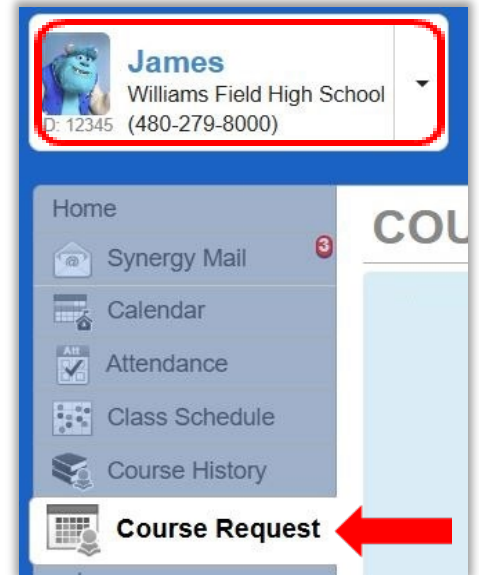 James
Williams Field High School
D: 12345 (480-279-8000)
Home
COU
Synergy Mail 3
Calendar
Att
Attendance
Class Schedule
Course History
Course Request